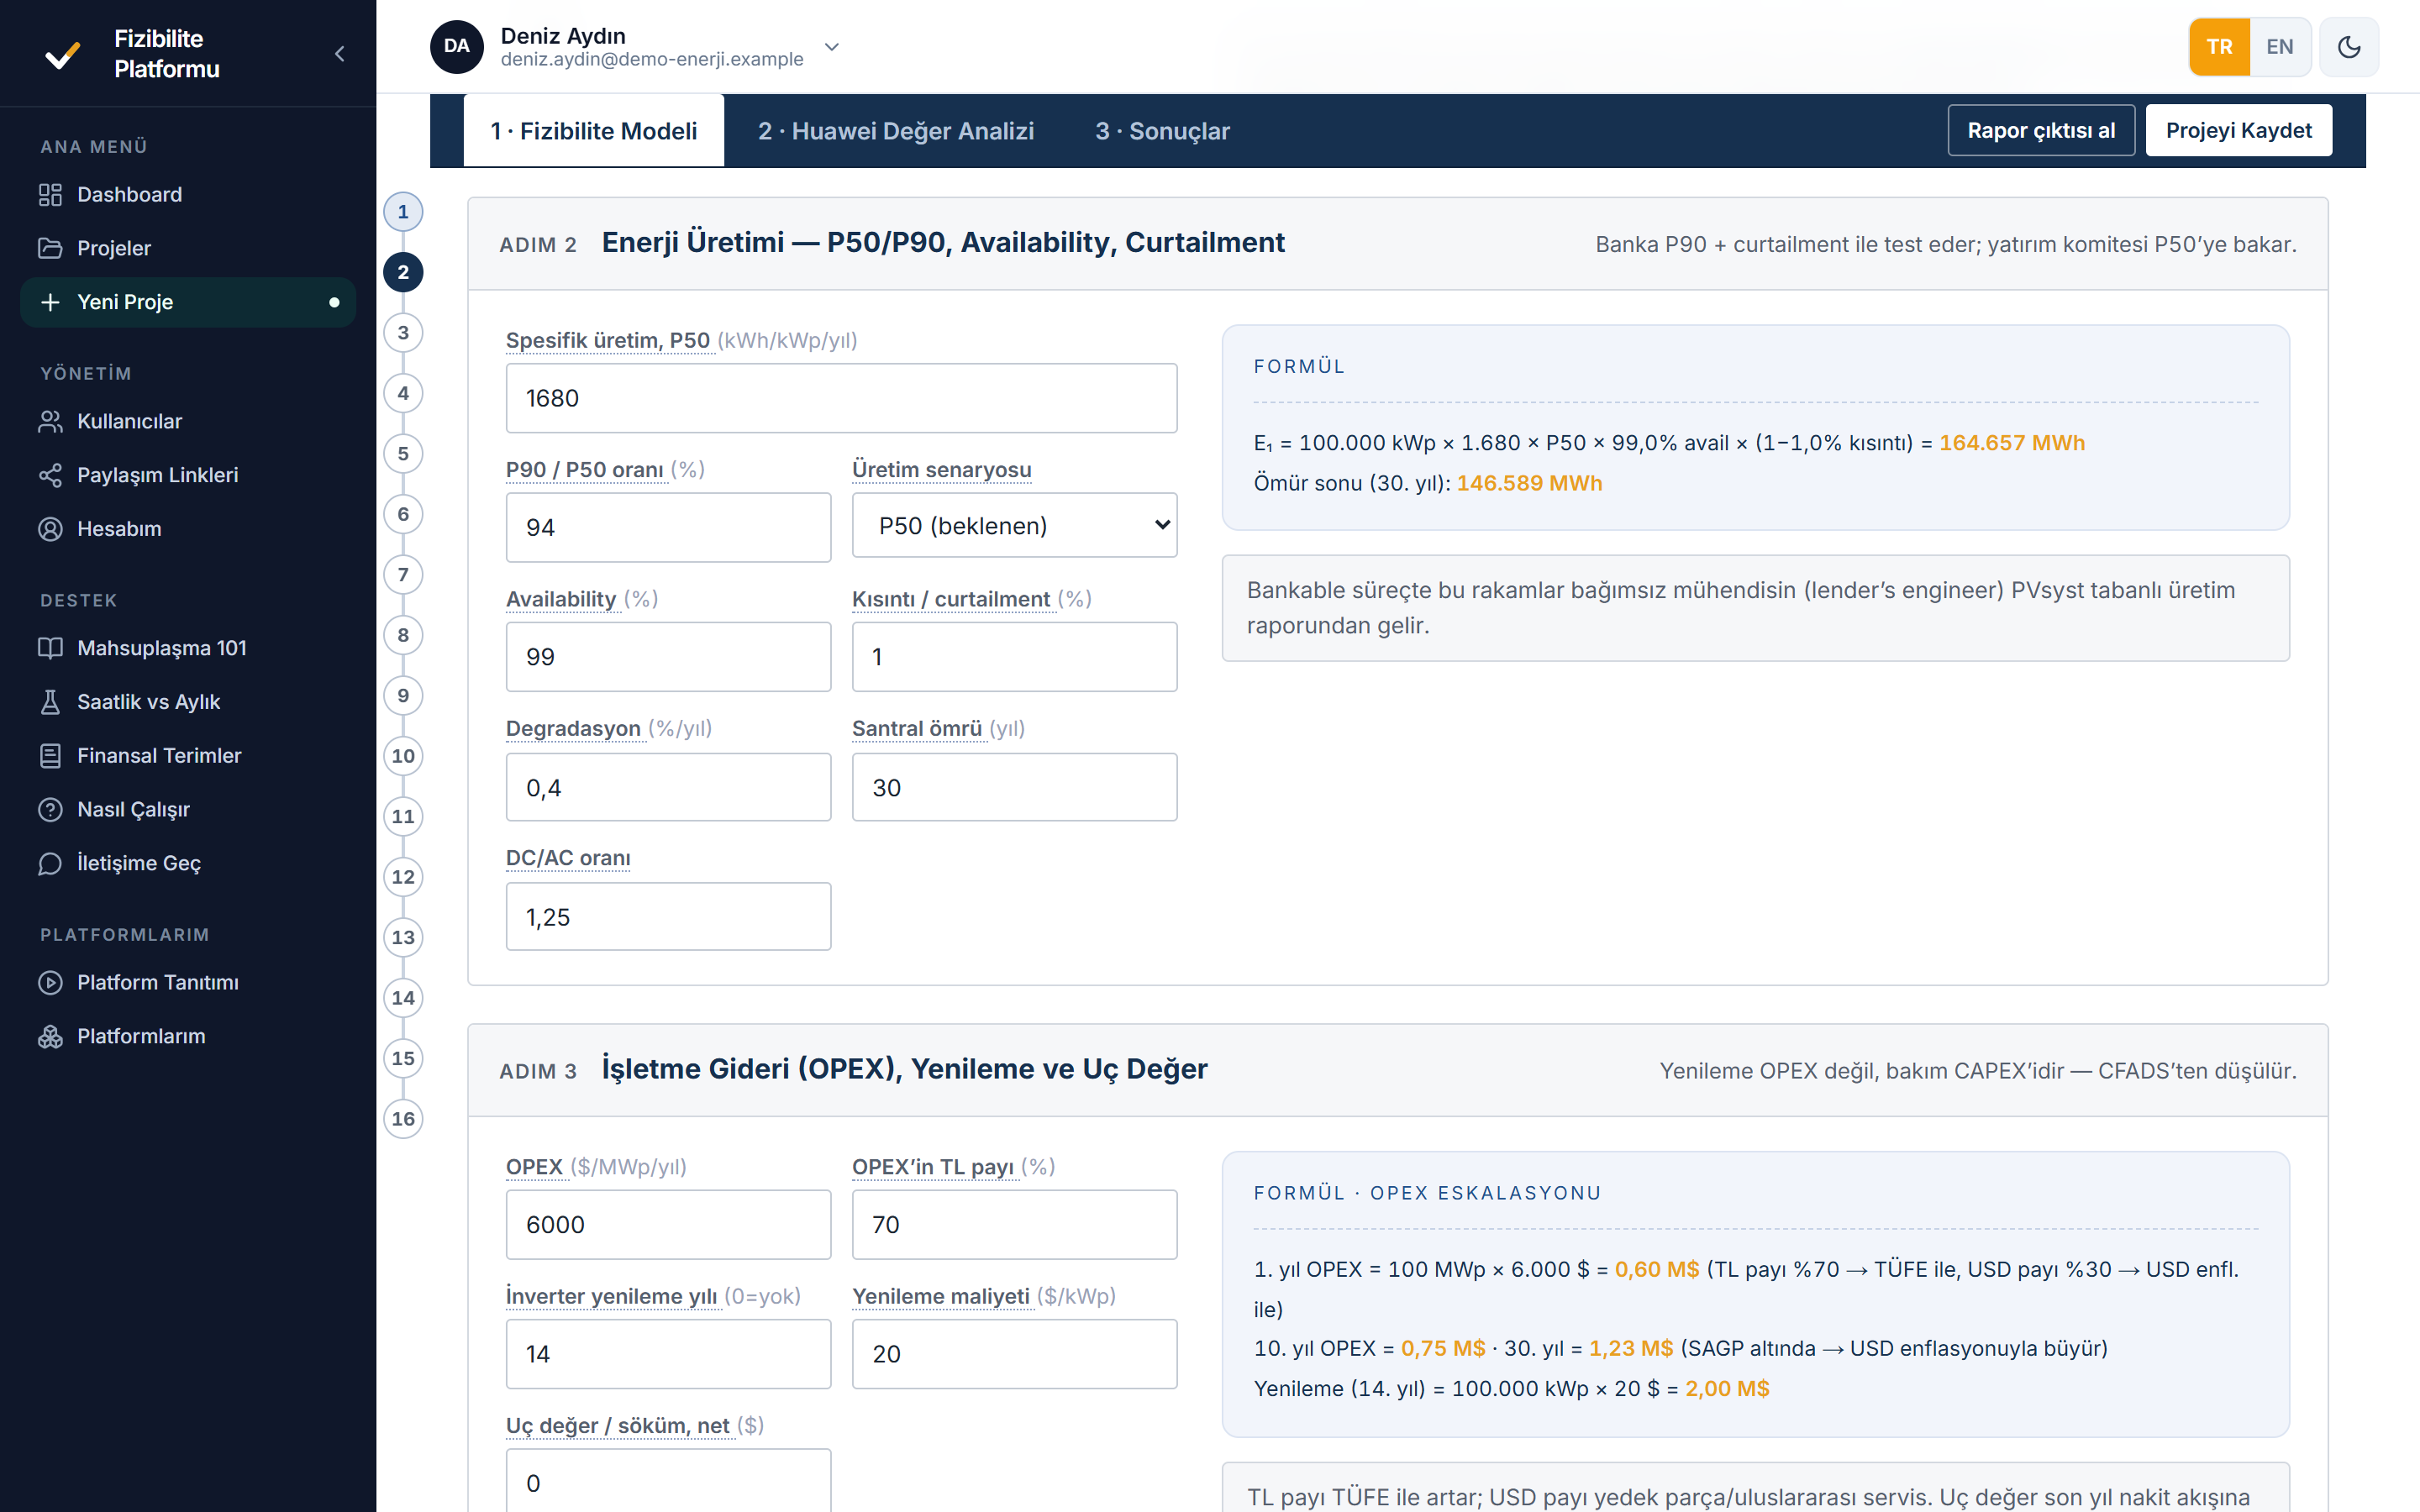 Fizibilite
Platformu
ANA MENÜ
Dashboard
Projeler
Yeni Proje
YÖNETİM
Kullanıcılar
Paylaşım Linkleri
Hesabım
DESTEK
Mahsuplaşma 101
Saatlik vs Aylık
Finansal Terimler
Nasıl Çalışır
İletişime Geç
PLATFORMLARIM
Platform Tanıtımı
Platformlarım
DA
Deniz Aydın
deniz.aydin@demo-enerji.example
TR
EN
1 · Fizibilite Modeli
2 · Huawei Değer Analizi
3 · Sonuçlar
Rapor çıktısı al
Projeyi Kaydet
1
2
3
4
5
6
7
8
9
10
11
12
13
14
15
16
ADIM 2 Enerji Üretimi — P50/P90, Availability, Curtailment
Banka P90 + curtailment ile test eder; yatırım komitesi P50’ye bakar.
Spesifik üretim, P50 (kWh/kWp/yıl)
1680
P90 / P50 oranı (%)
94
Üretim senaryosu
P50 (beklenen)
Availability (%)
99
Kısıntı / curtailment (%)
1
Degradasyon (%/yıl)
0,4
Santral ömrü (yıl)
30
DC/AC oranı
1,25
FORMÜL
E₁ = 100.000 kWp × 1.680 × P50 × 99,0% avail × (1−1,0% kısıntı) = 164.657 MWh
Ömür sonu (30. yıl): 146.589 MWh
Bankable süreçte bu rakamlar bağımsız mühendisin (lender’s engineer) PVsyst tabanlı üretim
raporundan gelir.
ADIM 3 İşletme Gideri (OPEX), Yenileme ve Uç Değer
Yenileme OPEX değil, bakım CAPEX’idir — CFADS’ten düşülür.
OPEX ($/MWp/yıl)
6000
OPEX’in TL payı (%)
70
İnverter yenileme yılı (0=yok)
14
Yenileme maliyeti ($/kWp)
20
Uç değer / söküm, net ($)
0
FORMÜL · OPEX ESKALASYONU
1. yıl OPEX = 100 MWp × 6.000 $ = 0,60 M$ (TL payı %70 → TÜFE ile, USD payı %30 → USD enfl.
ile)
10. yıl OPEX = 0,75 M$ · 30. yıl = 1,23 M$ (SAGP altında → USD enflasyonuyla büyür)
Yenileme (14. yıl) = 100.000 kWp × 20 $ = 2,00 M$
TL payı TÜFE ile artar; USD payı yedek parça/uluslararası servis. Uç değer son yıl nakit akışına